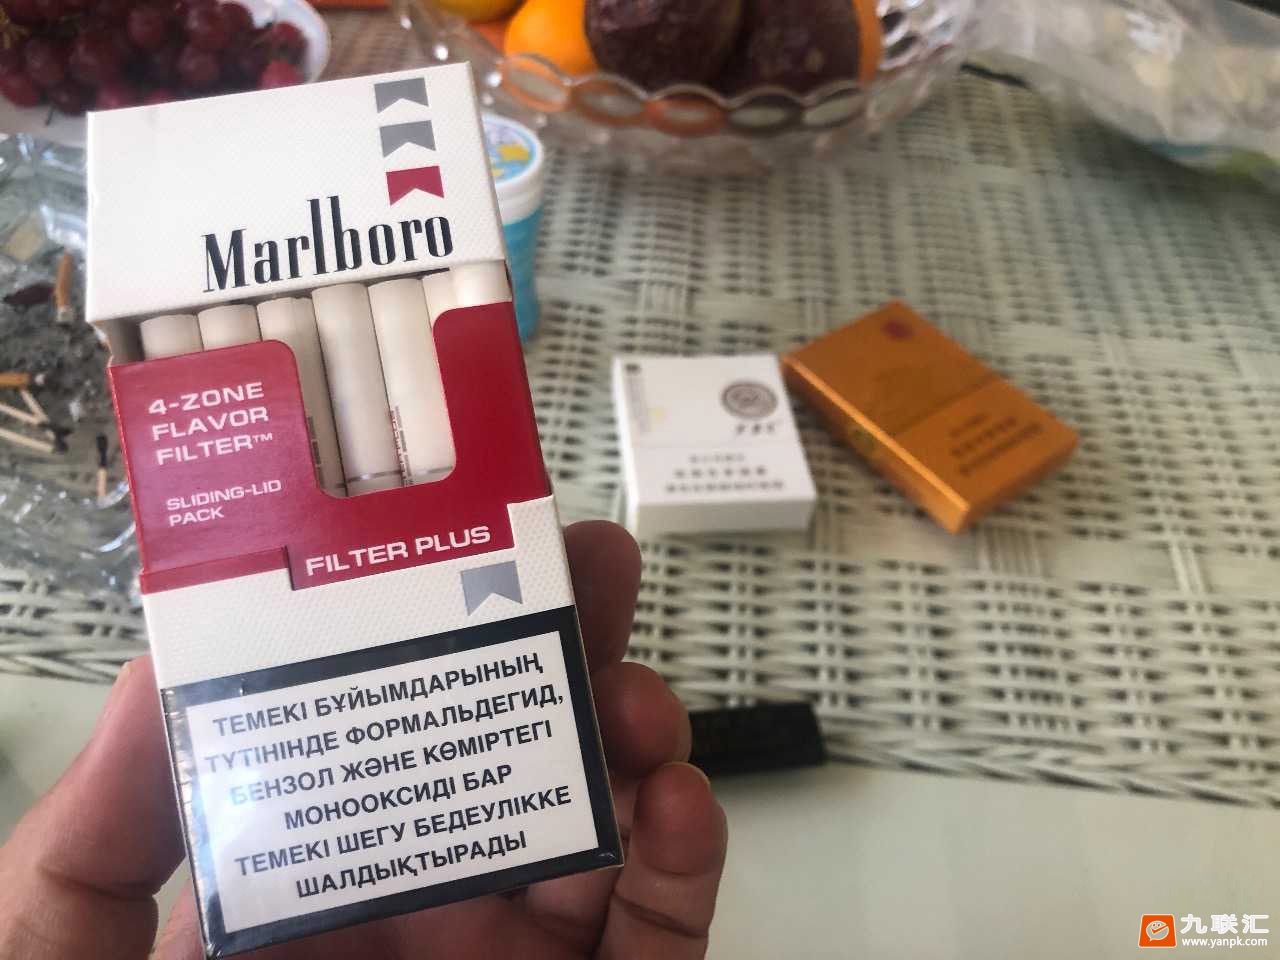 Marlboro
4-ZONE
FLAVOR
FILTER™
SLIDING-LID
PACK
FILTER PLUS
ТЕМЕКІ БҰЙЫМДАРЫНЫҢ
ТҮТІНІНДЕ ФОРМАЛЬДЕГИД,
БЕНЗОЛ ЖӘНЕ КӨМІРТЕГІ
МОНООКСИДІ БАР
ТЕМЕКІ ШЕГУ БЕДЕУЛІККЕ
ШАЛДЫҚТЫРАДЫ
九联汇
www.yanpk.com